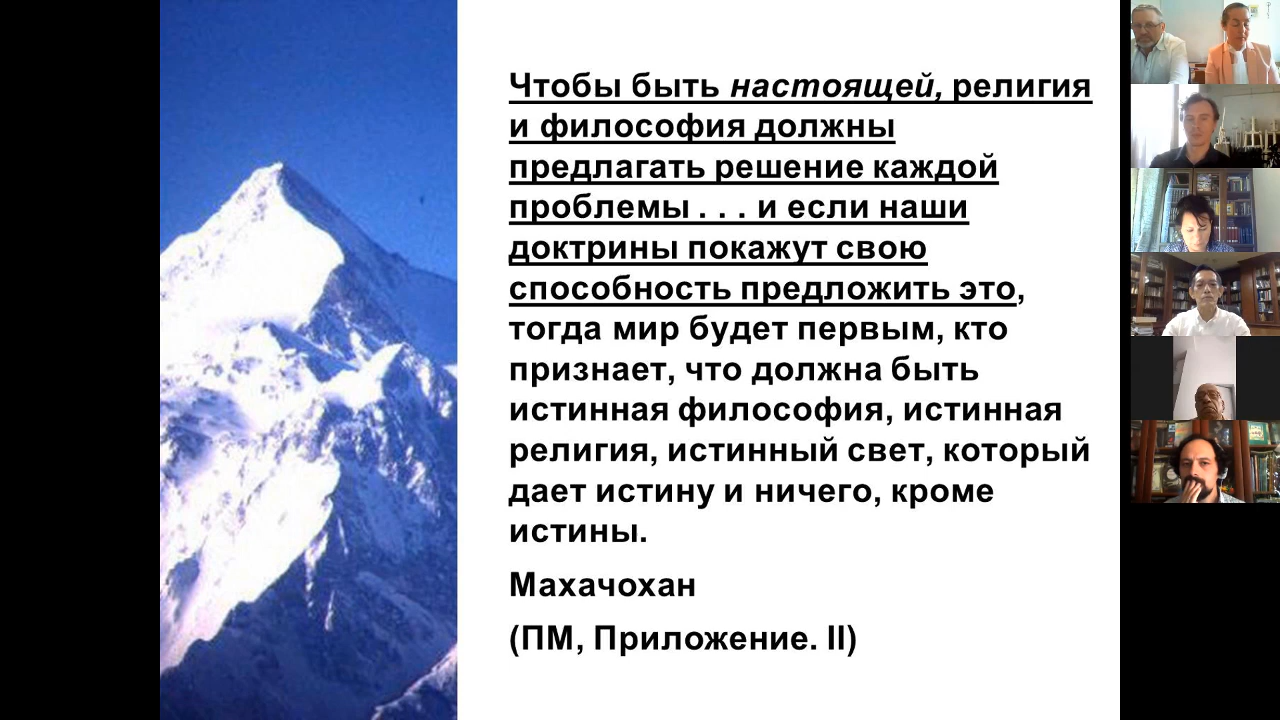 Чтобы быть настоящей, религия
и философия должны
предлагать решение каждой
проблемы . . . и если наши
доктрины покажут свою
способность предложить это,
тогда мир будет первым, кто
признает, что должна быть
истинная философия, истинная
религия, истинный свет, который
дает истину и ничего, кроме
истины.
Махачохан
(ПМ, Приложение. II)